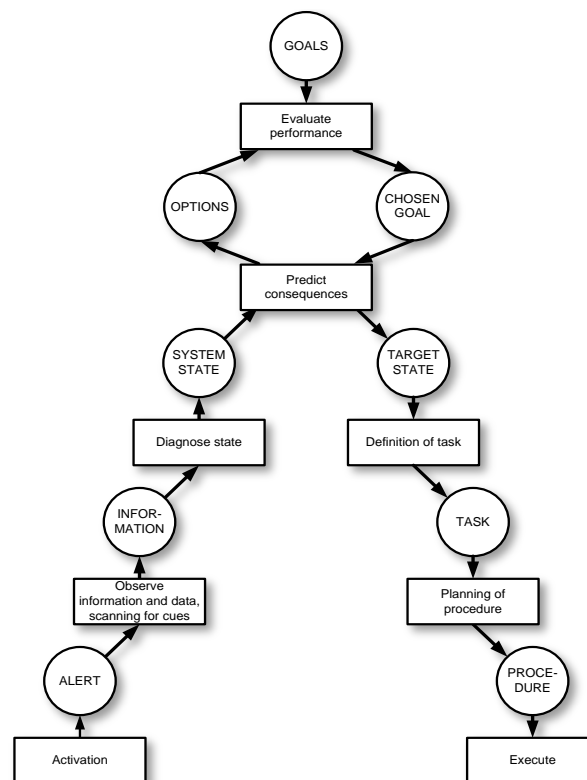 GOALS
Evaluate
performance
OPTIONS
CHOSEN
GOAL
Predict
consequences
SYSTEM
STATE
TARGET
STATE
Diagnose state
Definition of task
INFOR-
MATION
TASK
Observe
information and data,
scanning for cues
Planning of
procedure
ALERT
PROCE-
DURE
Activation
Execute